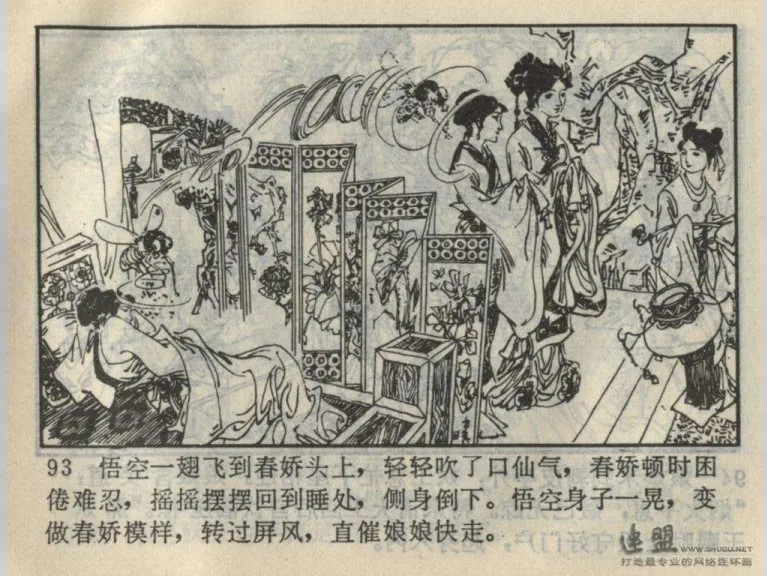 93 悟空一翅飞到春娇头上，轻轻吹了口仙气，春娇顿时困
倦难忍，摇摇摆摆回到睡处，侧身倒下。悟空身子一晃，变
做春娇模样，转过屏风，直催娘娘快走。
连盟 WWW.SHUQU.NET
打造最专业的网络连环画